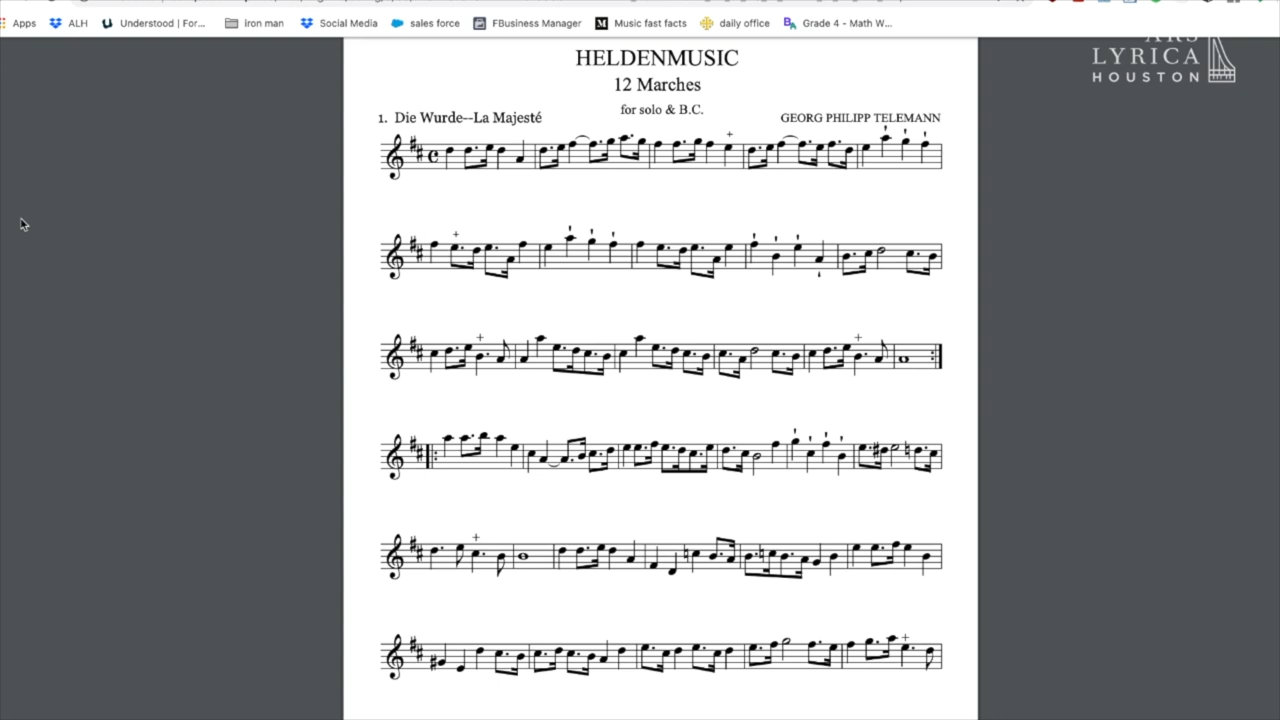 Apps ALH Understood | For... iron man Social Media sales force FBusiness Manager Music fast facts daily office Grade 4 - Math W...
ARS
LYRICA
HOUSTON
HELDENMUSIC
12 Marches
for solo & B.C.
1. Die Wurde--La Majesté
GEORG PHILIPP TELEMANN